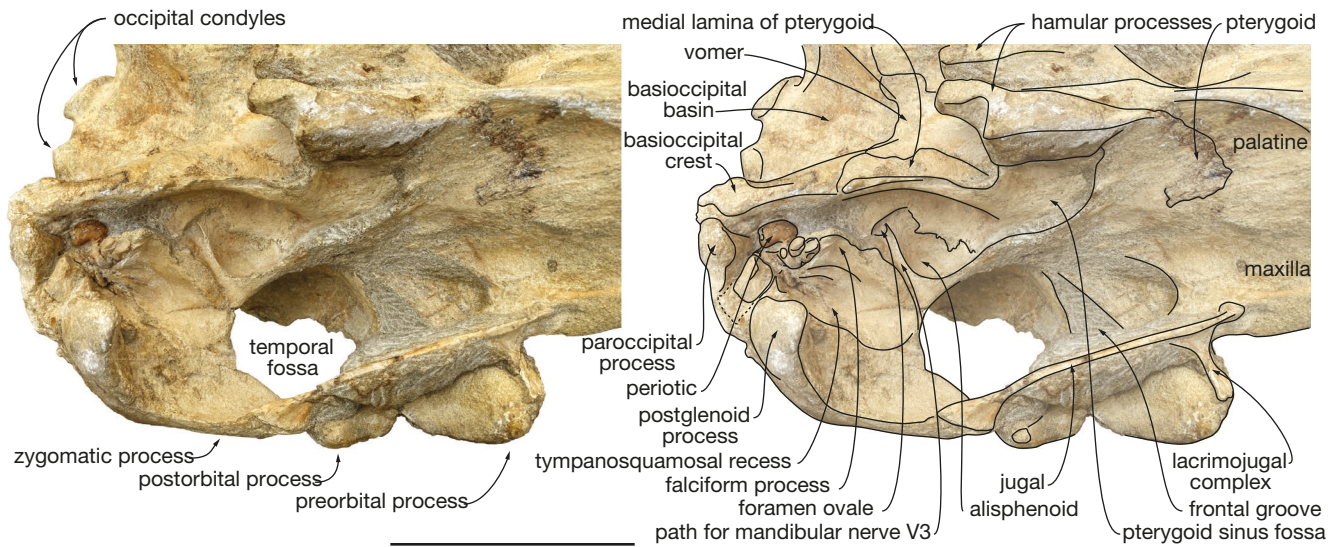 occipital condyles
temporal
fossa
zygomatic process
postorbital process
preorbital process
medial lamina of pterygoid
hamular processes
pterygoid
vomer
basioccipital
basin
basioccipital
crest
palatine
maxilla
paroccipital
process
periotic
postglenoid
process
tympanosquamosal recess
falciform process
foramen ovale
path for mandibular nerve V3
jugal
alisphenoid
lacrimojugal
complex
frontal groove
pterygoid sinus fossa